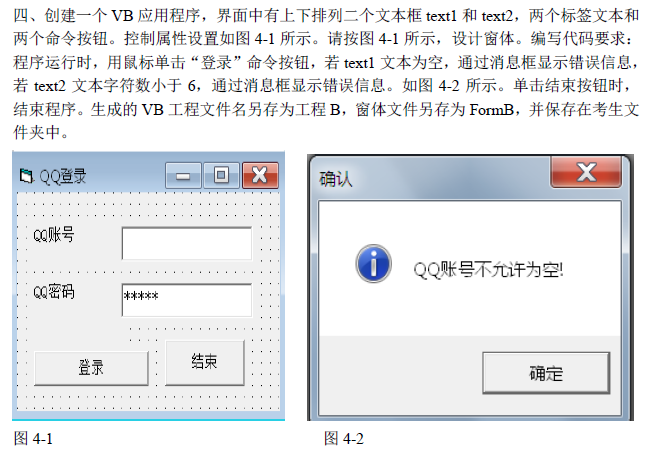 四、创建一个 VB 应用程序，界面中有上下排列二个文本框 text1 和 text2，两个标签文本和
两个命令按钮。控制属性设置如图 4-1 所示。请按图 4-1 所示，设计窗体。编写代码要求：
程序运行时，用鼠标单击“登录”命令按钮，若 text1 文本为空，通过消息框显示错误信息，
若 text2 文本字符数小于 6，通过消息框显示错误信息。如图 4-2 所示。单击结束按钮时，
结束程序。生成的 VB 工程文件名另存为工程 B，窗体文件另存为 FormB，并保存在考生文
件夹中。
QQ登录
QQ账号
QQ密码
*****
登录
结束
确认
QQ账号不允许为空!
确定
图 4-1
图 4-2